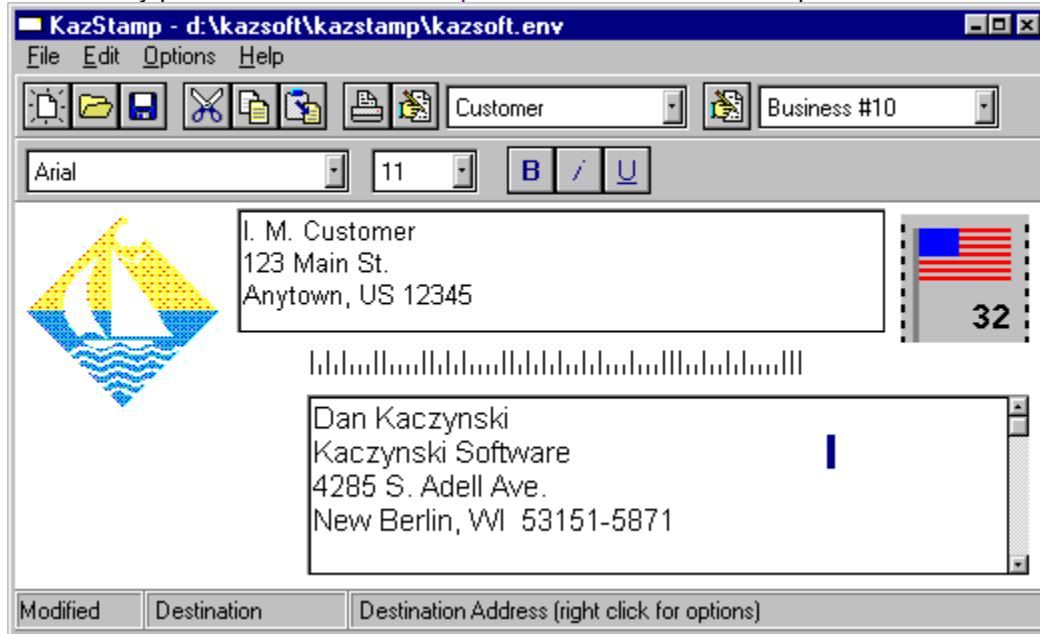 KazStamp - d:\kazsoft\kazstamp\kazsoft.env
File Edit Options Help
Customer Business #10
Arial 11 B i U
I. M. Customer
123 Main St.
Anytown, US 12345
32
Dan Kaczynski
Kaczynski Software
4285 S. Adell Ave.
New Berlin, WI 53151-5871
Modified Destination Destination Address (right click for options)